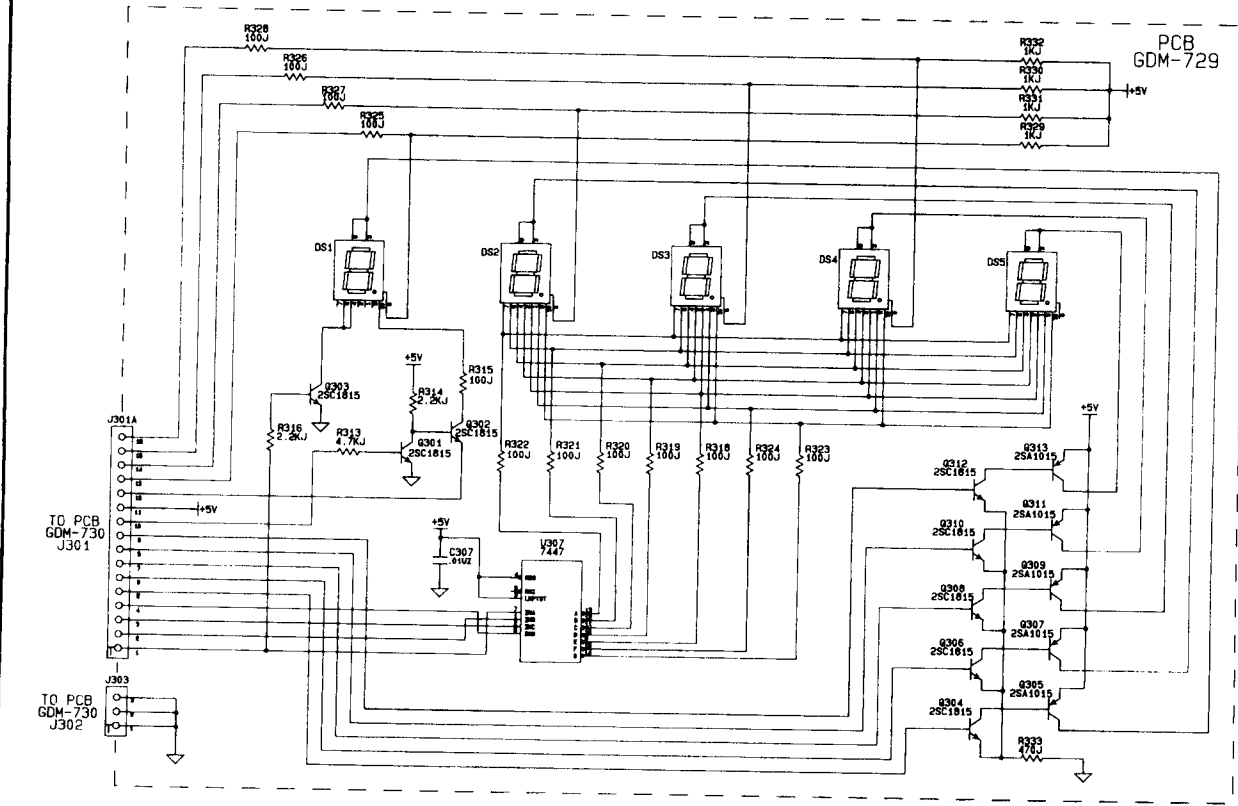 PCB
GDM-729
R328
100J
R326
100J
R327
100J
R325
100J
R332
1KJ
R330
1KJ
R331
1KJ
R329
1KJ
+5V
DS1
DS2
DS3
DS4
DS5
+5V
R315
100J
Q303
2SC1815
R314
2.2KJ
Q302
2SC1815
J301A
R316
2.2KJ
R313
4.7KJ
Q301
2SC1815
R322
100J
R321
100J
R320
100J
R319
100J
R318
100J
R324
100J
R323
100J
+5V
Q313
2SA1015
Q312
2SC1815
Q311
2SA1015
Q310
2SC1815
Q309
2SA1015
Q308
2SC1815
Q307
2SA1015
Q306
2SC1815
Q305
2SA1015
Q304
2SC1815
R333
470J
TO PCB
GDM-730
J301
+5V
+5V
C307
.01UZ
U307
7447
J303
TO PCB
GDM-730
J302